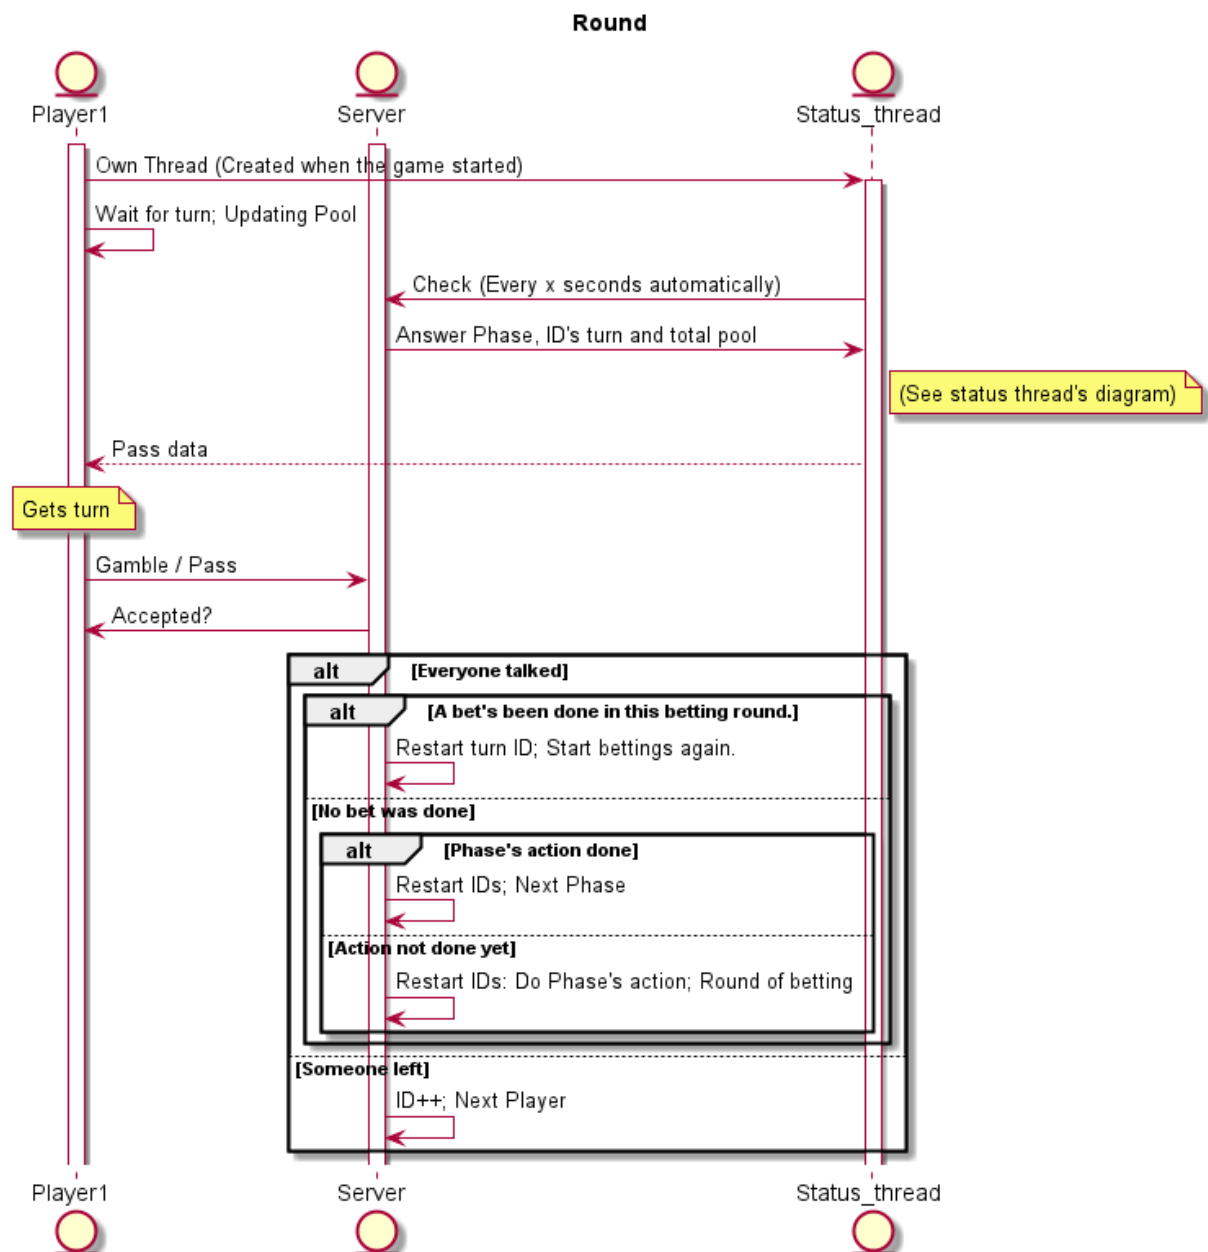 Round
Player1
Server
Status_thread
Own Thread (Created when the game started)
Wait for turn; Updating Pool
Check (Every x seconds automatically)
Answer Phase, ID's turn and total pool
(See status thread's diagram)
Pass data
Gets turn
Gamble / Pass
Accepted?
alt [Everyone talked]
alt [A bet's been done in this betting round.]
Restart turn ID; Start bettings again.
[No bet was done]
alt [Phase's action done]
Restart IDs; Next Phase
[Action not done yet]
Restart IDs: Do Phase's action; Round of betting
[Someone left]
ID++; Next Player
Player1
Server
Status_thread